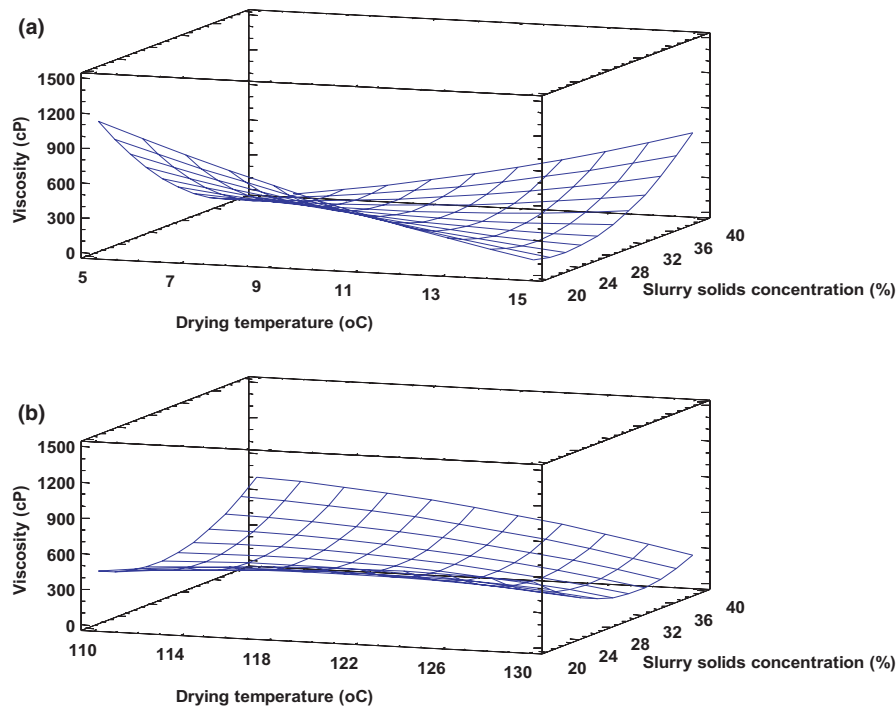 (a)
1500
1200
900
600
300
0
Viscosity (cP)
5 7 9 11 13 15
Drying temperature (oC)
20 24 28 32 36 40
Slurry solids concentration (%)
(b)
1500
1200
900
600
300
0
Viscosity (cP)
110 114 118 122 126 130
Drying temperature (oC)
20 24 28 32 36 40
Slurry solids concentration (%)